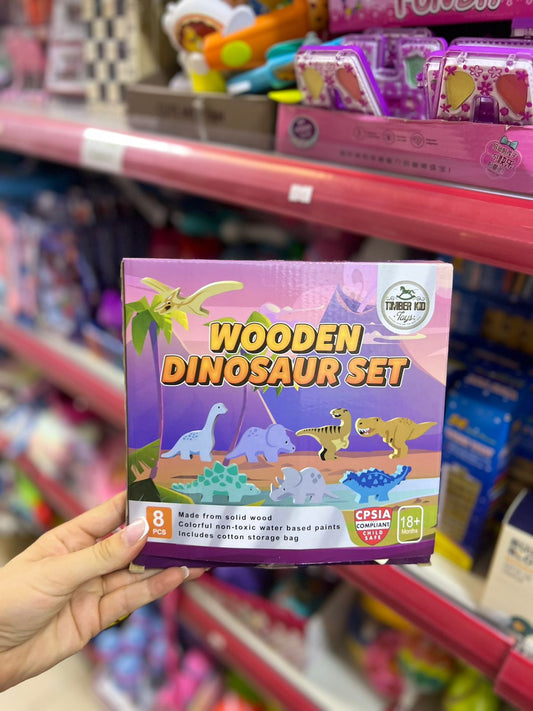 TIMBER KID
Toys
WOODEN
DINOSAUR SET
8
PCS
Made from solid wood
Colorful non-toxic water based paints
Includes cotton storage bag
CPSIA
COMPLIANT
CHILD
SAFE
18+
Months